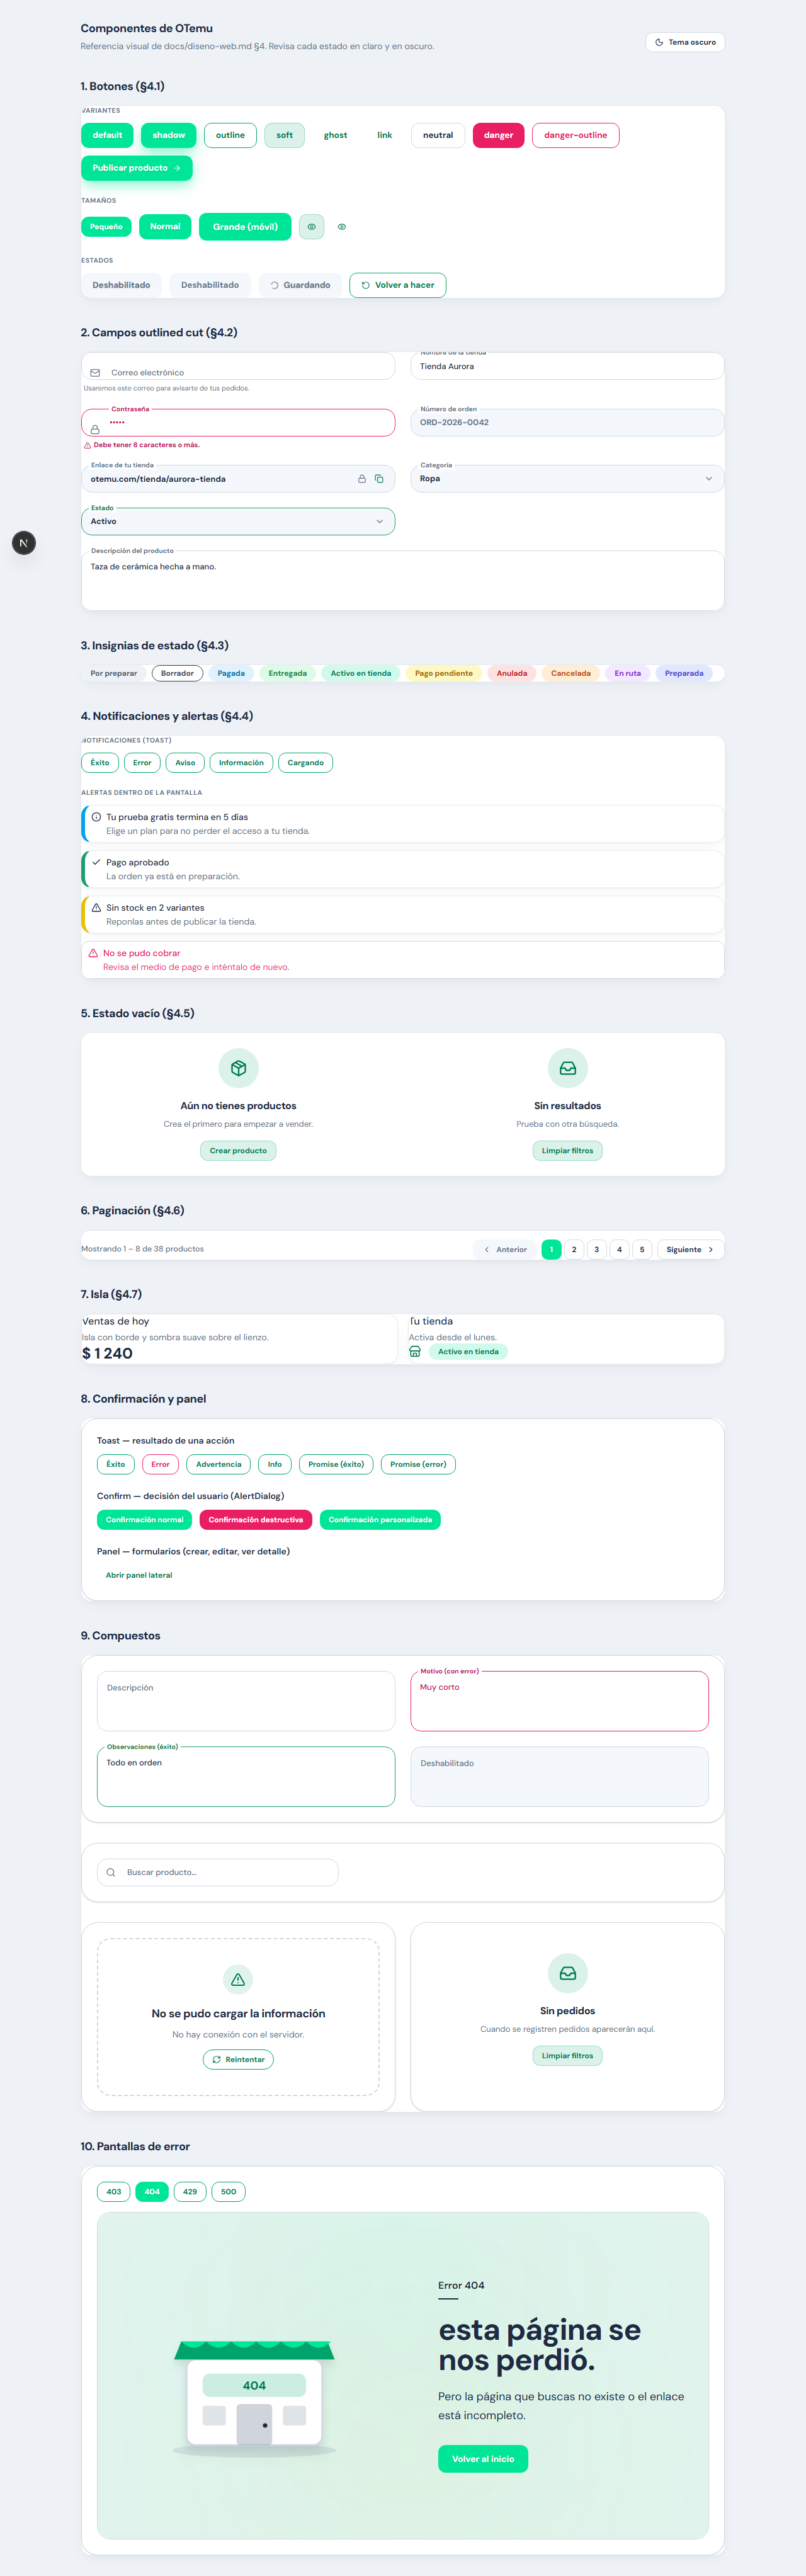 Componentes de OTemu
Referencia visual de docs/diseno-web.md §4. Revisa cada estado en claro y en oscuro.
Tema oscuro
1. Botones (§4.1)
VARIANTES
default
shadow
outline
soft
ghost
link
neutral
danger
danger-outline
Publicar producto
TAMAÑOS
Pequeño
Normal
Grande (móvil)
ESTADOS
Deshabilitado
Deshabilitado
Guardando
Volver a hacer
2. Campos outlined cut (§4.2)
Correo electrónico
Usaremos este correo para avisarte de tus pedidos.
Nombre de la tienda
Tienda Aurora
Contraseña
•••••
Debe tener 8 caracteres o más.
Número de orden
ORD-2026-0042
Enlace de tu tienda
otemu.com/tienda/aurora-tienda
Categoría
Ropa
Estado
Activo
Descripción del producto
Taza de cerámica hecha a mano.
N
3. Insignias de estado (§4.3)
Por preparar
Borrador
Pagada
Entregada
Activo en tienda
Pago pendiente
Anulada
Cancelada
En ruta
Preparada
4. Notificaciones y alertas (§4.4)
NOTIFICACIONES (TOAST)
Éxito
Error
Aviso
Información
Cargando
ALERTAS DENTRO DE LA PANTALLA
Tu prueba gratis termina en 5 días
Elige un plan para no perder el acceso a tu tienda.
Pago aprobado
La orden ya está en preparación.
Sin stock en 2 variantes
Reponlas antes de publicar la tienda.
No se pudo cobrar
Revisa el medio de pago e inténtalo de nuevo.
5. Estado vacío (§4.5)
Aún no tienes productos
Crea el primero para empezar a vender.
Crear producto
Sin resultados
Prueba con otra búsqueda.
Limpiar filtros
6. Paginación (§4.6)
Mostrando 1 – 8 de 38 productos
Anterior
1
2
3
4
5
Siguiente
7. Isla (§4.7)
Ventas de hoy
Isla con borde y sombra suave sobre el lienzo.
$ 1 240
Tu tienda
Activa desde el lunes.
Activo en tienda
8. Confirmación y panel
Toast — resultado de una acción
Éxito
Error
Advertencia
Info
Promise (éxito)
Promise (error)
Confirm — decisión del usuario (AlertDialog)
Confirmación normal
Confirmación destructiva
Confirmación personalizada
Panel — formularios (crear, editar, ver detalle)
Abrir panel lateral
9. Compuestos
Descripción
Motivo (con error)
Muy corto
Observaciones (éxito)
Todo en orden
Deshabilitado
Buscar producto...
No se pudo cargar la información
No hay conexión con el servidor.
Reintentar
Sin pedidos
Cuando se registren pedidos aparecerán aquí.
Limpiar filtros
10. Pantallas de error
403
404
429
500
404
Error 404
esta página se
nos perdió.
Pero la página que buscas no existe o el enlace
está incompleto.
Volver al inicio